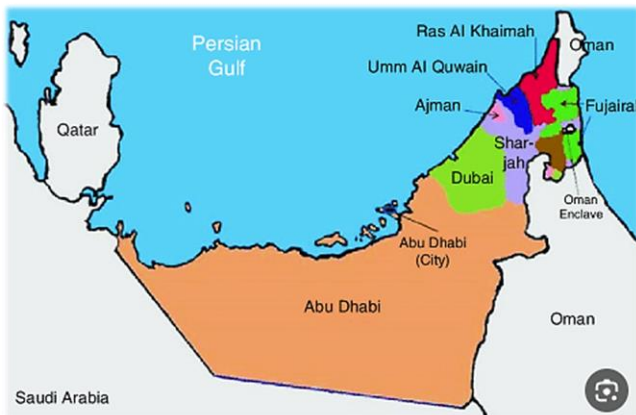 Ras Al Khaimah
Oman
Persian
Gulf
Umm Al Quwain
Ajman
Fujairah
Qatar
Shar-
jah
Dubai
Oman
Enclave
Abu Dhabi
(City)
Abu Dhabi
Oman
Saudi Arabia